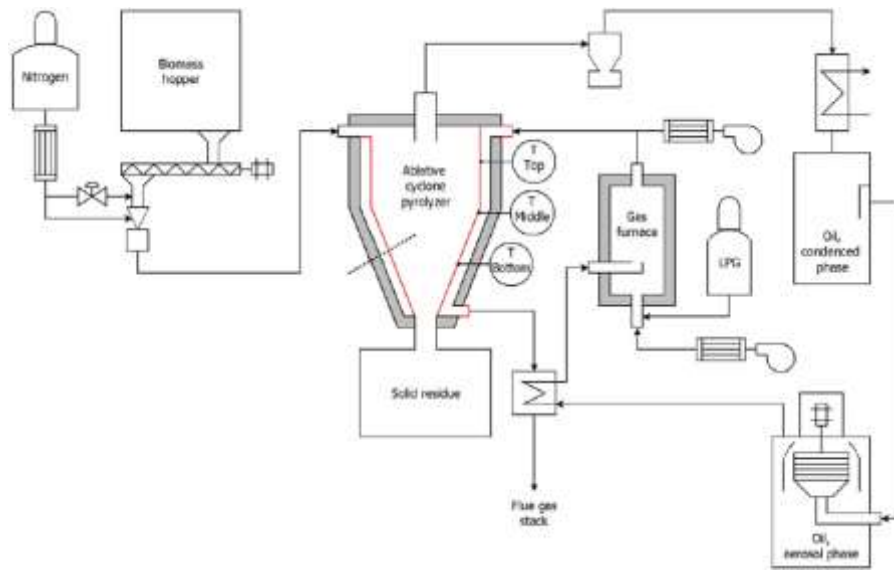 Nitrogen
Biomass
hopper
Ablative
cyclone
pyrolyzer
T
Top
T
Middle
T
Bottom
Gas
furnace
LPG
Oil,
condensed
phase
Solid residue
Flue gas
stack
Oil,
aerosol phase